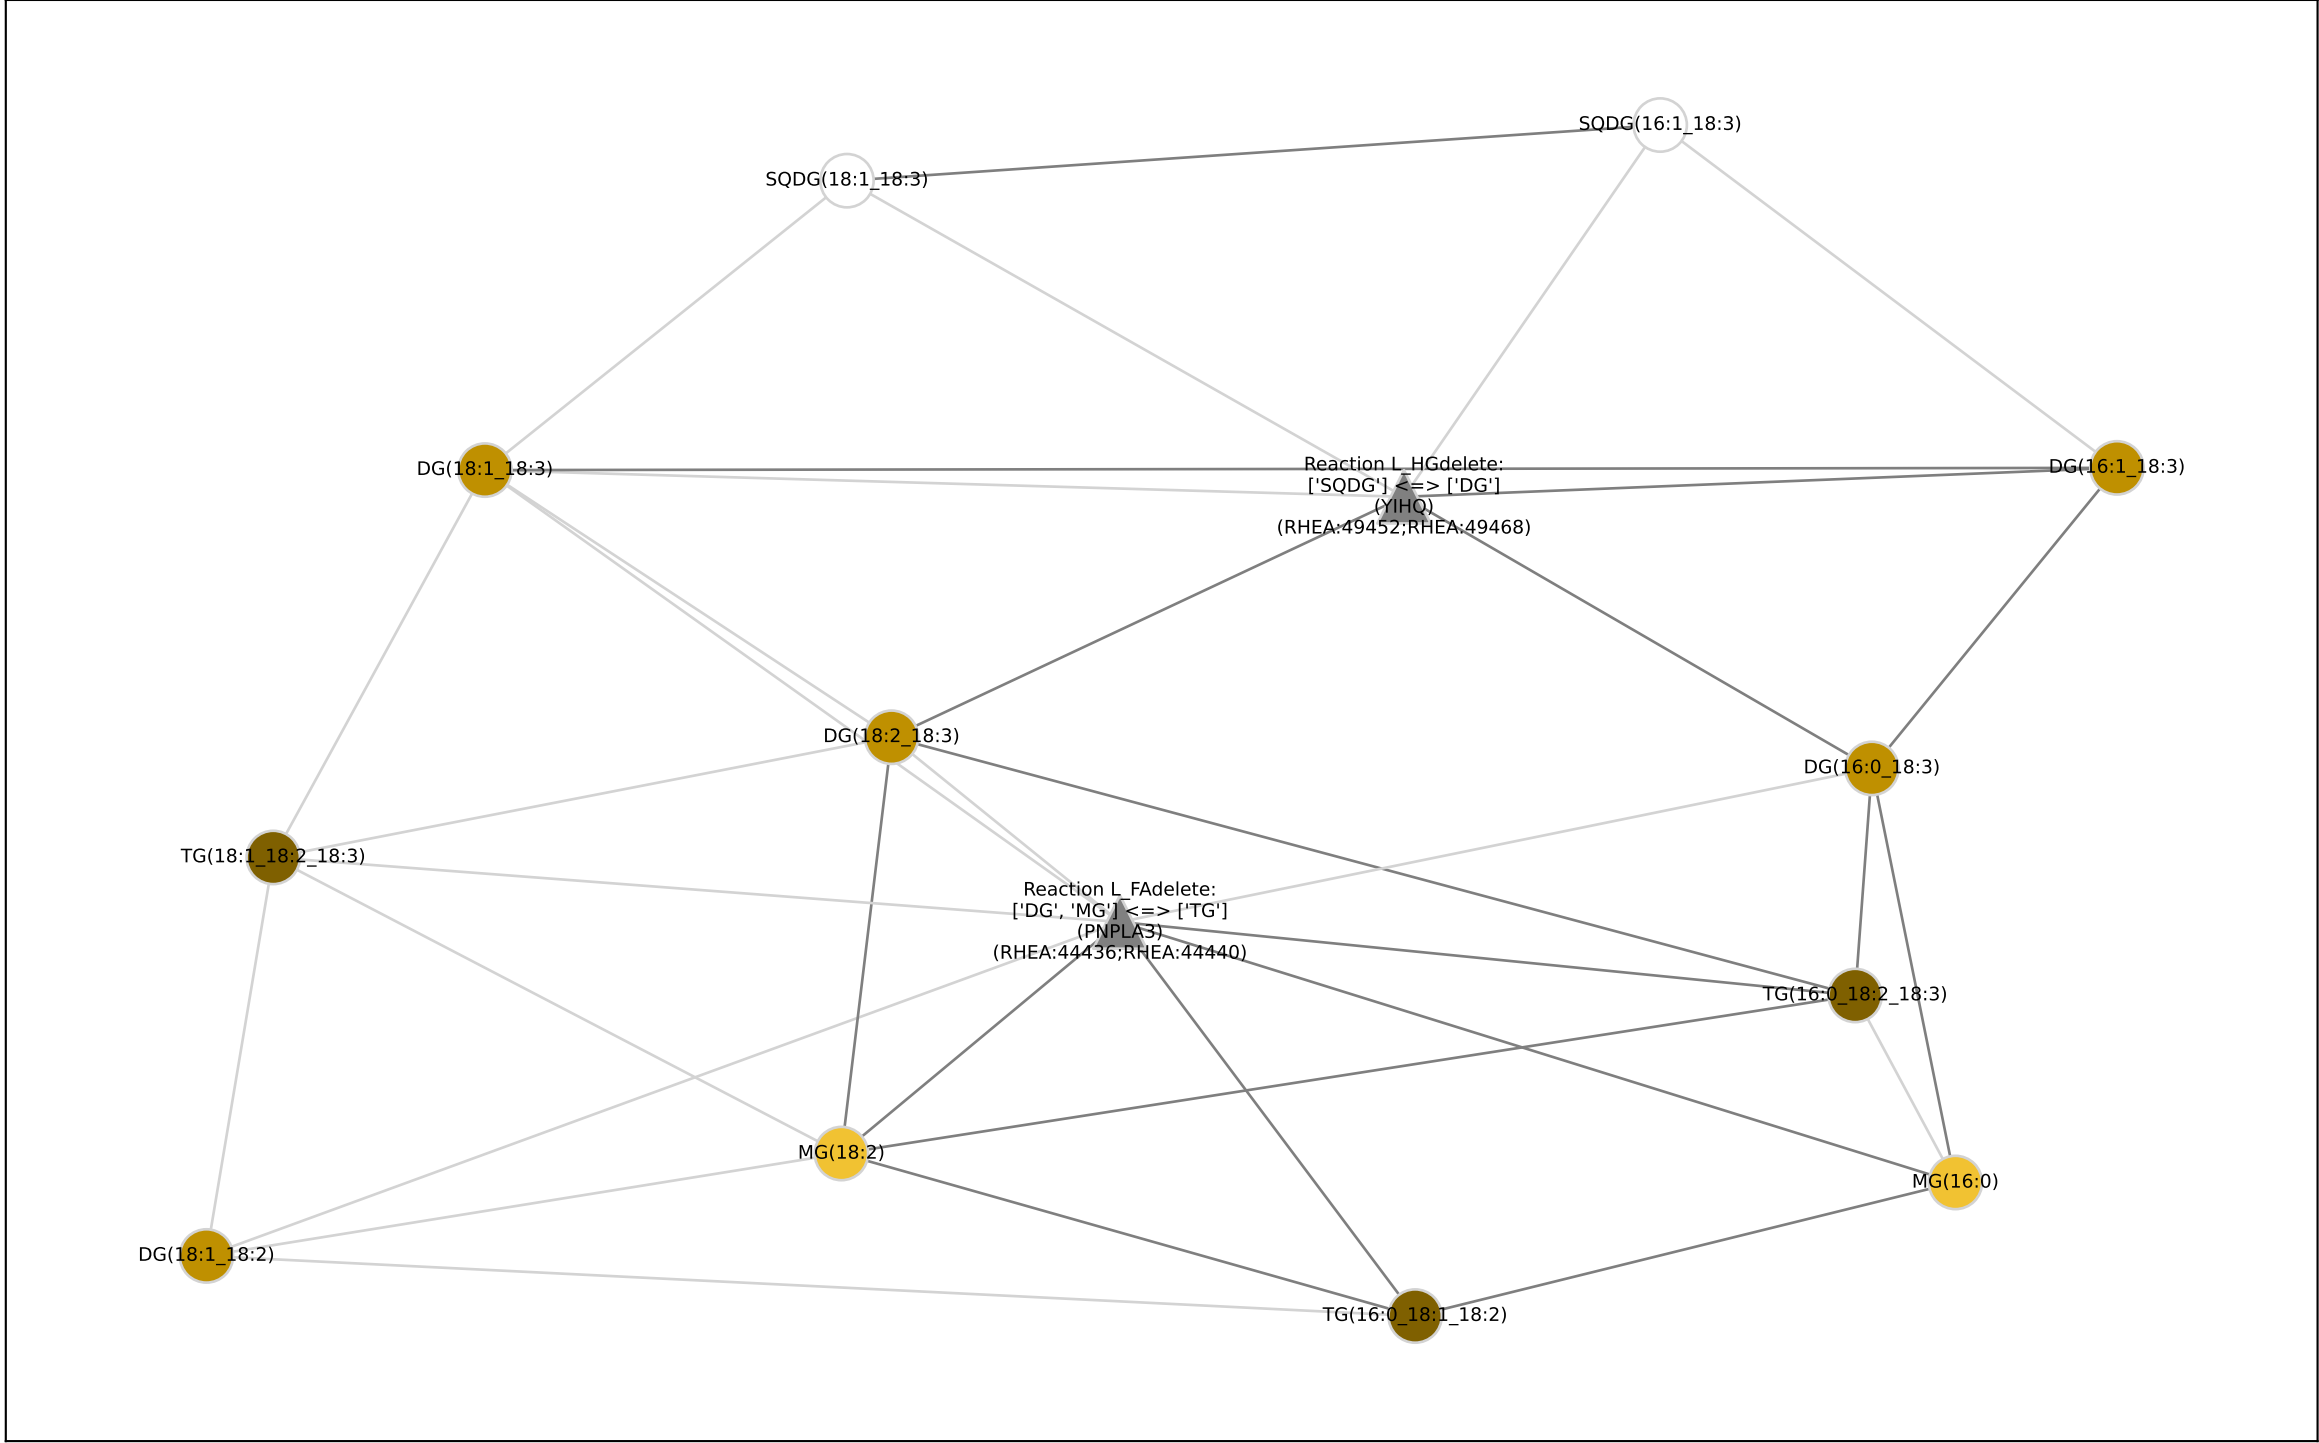 SQDG(16:1_18:3)
SQDG(18:1_18:3)
DG(18:1_18:3)
Reaction L_HGdelete:
['SQDG'] <=> ['DG']
(YIHQ)
(RHEA:49452;RHEA:49468)
DG(16:1_18:3)
DG(18:2_18:3)
DG(16:0_18:3)
TG(18:1_18:2_18:3)
Reaction L_FAdelete:
['DG', 'MG'] <=> ['TG']
(PNPLA3)
(RHEA:44436;RHEA:44440)
TG(16:0_18:2_18:3)
MG(18:2)
MG(16:0)
DG(18:1_18:2)
TG(16:0_18:1_18:2)